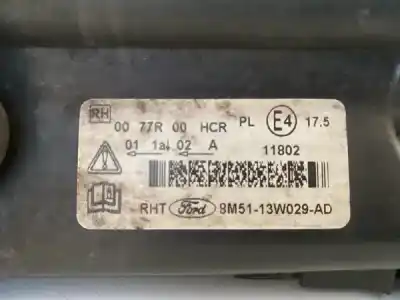 RH 00 77R 00 HCR PL E4 17.5
01 1a 02 A 11802
RHT Ford 8M51-13W029-AD